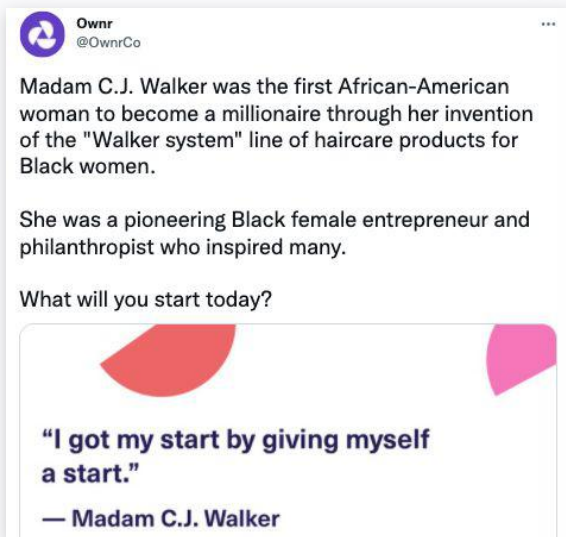 Ownr
@OwnrCo
Madam C.J. Walker was the first African-American
woman to become a millionaire through her invention
of the "Walker system" line of haircare products for
Black women.
She was a pioneering Black female entrepreneur and
philanthropist who inspired many.
What will you start today?
“I got my start by giving myself
a start.”
— Madam C.J. Walker